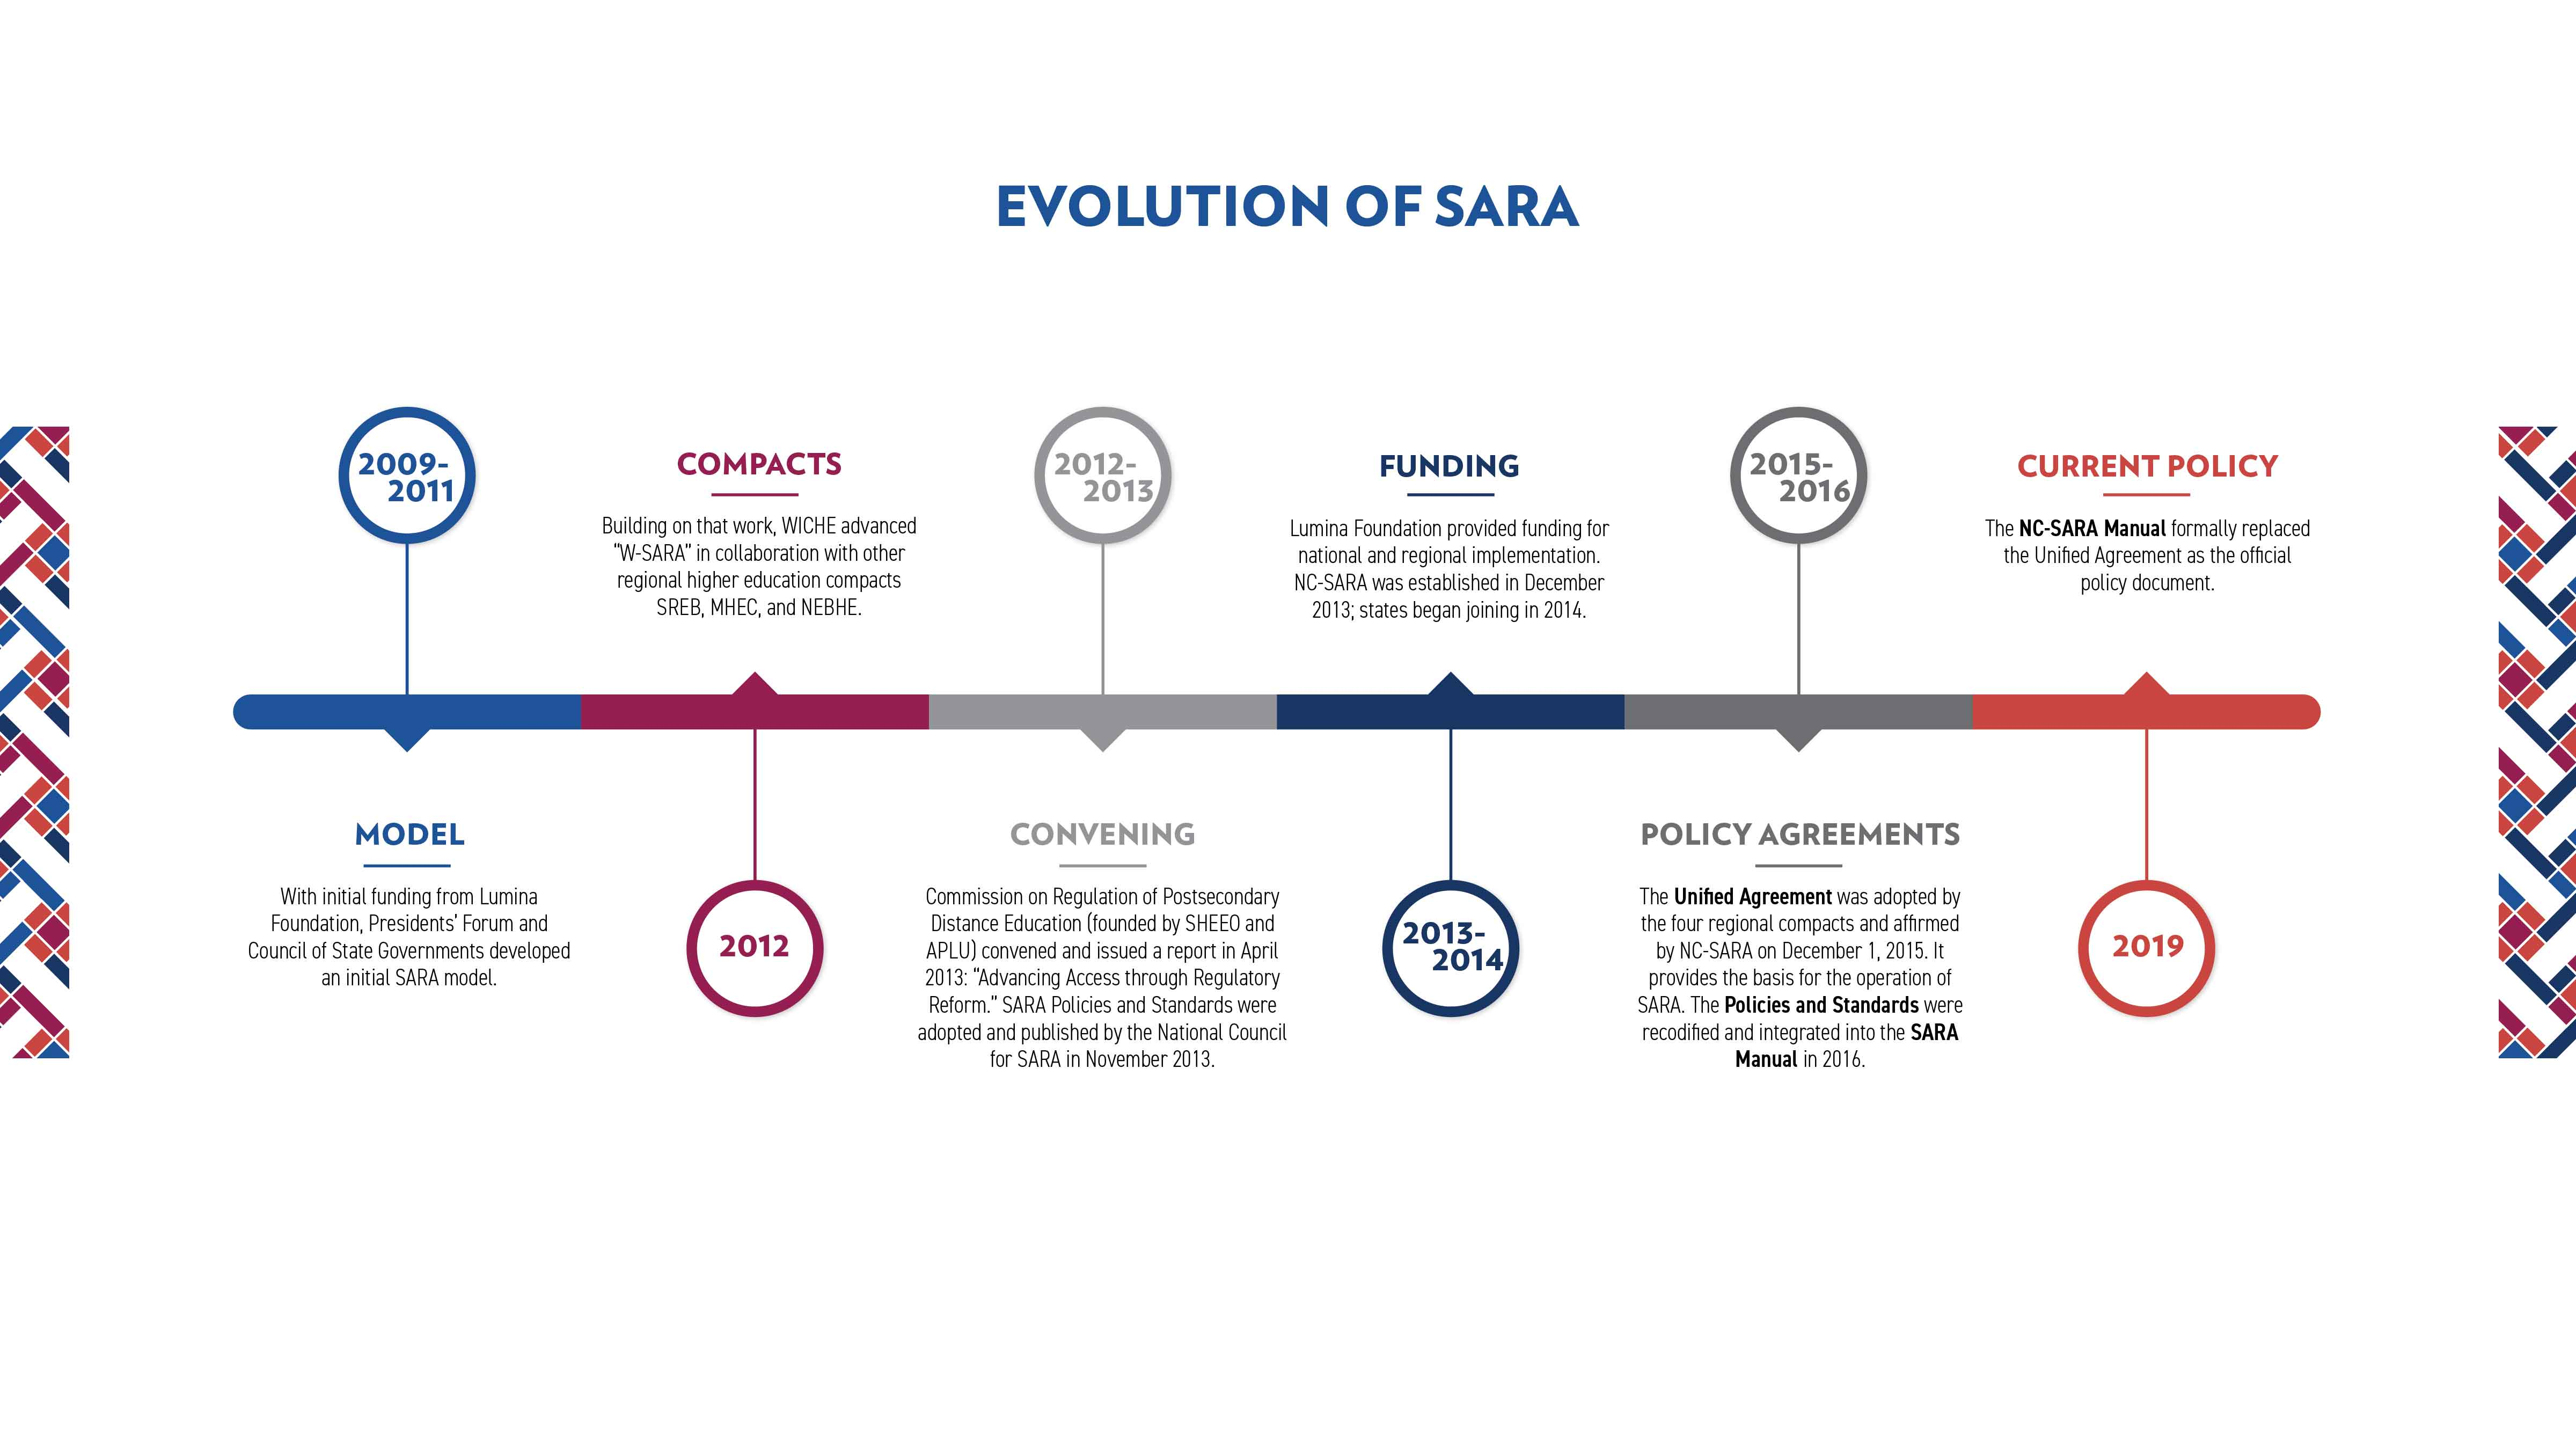 EVOLUTION OF SARA
2009-
2011
MODEL
With initial funding from Lumina
Foundation, Presidents’ Forum and
Council of State Governments developed
an initial SARA model.
COMPACTS
Building on that work, WICHE advanced
“W-SARA” in collaboration with other
regional higher education compacts
SREB, MHEC, and NEBHE.
2012
2012-
2013
CONVENING
Commission on Regulation of Postsecondary
Distance Education (founded by SHEEO and
APLU) convened and issued a report in April
2013: “Advancing Access through Regulatory
Reform.” SARA Policies and Standards were
adopted and published by the National Council
for SARA in November 2013.
FUNDING
Lumina Foundation provided funding for
national and regional implementation.
NC-SARA was established in December
2013; states began joining in 2014.
2013-
2014
2015-
2016
POLICY AGREEMENTS
The Unified Agreement was adopted by
the four regional compacts and affirmed
by NC-SARA on December 1, 2015. It
provides the basis for the operation of
SARA. The Policies and Standards were
recodified and integrated into the SARA
Manual in 2016.
CURRENT POLICY
The NC-SARA Manual formally replaced
the Unified Agreement as the official
policy document.
2019